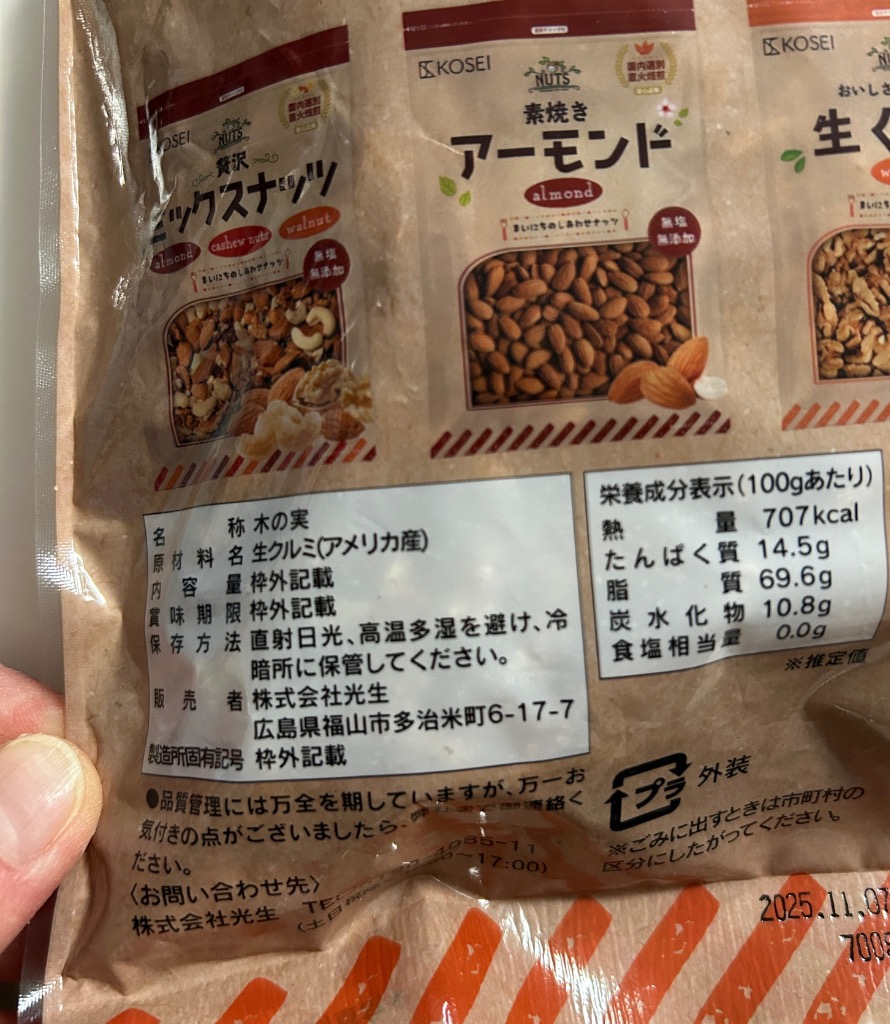 KOSEI
NUTS
国内選別
直火焙煎
贅沢
ミックスナッツ
almond
cashew nuts
walnut
まいにちのしあわせナッツ
無塩
無添加
KOSEI
NUTS
国内選別
直火焙煎
素焼き
アーモンド
almond
まいにちのしあわせナッツ
無塩
無添加
KOSEI
おいしさ
生く
名称 木の実
原材料名 生クルミ(アメリカ産)
内容量 枠外記載
賞味期限 枠外記載
保存方法 直射日光、高温多湿を避け、冷
暗所に保管してください。
販売者 株式会社光生
広島県福山市多治米町6-17-7
製造所固有記号 枠外記載
栄養成分表示(100gあたり)
熱量 707kcal
たんぱく質 14.5g
脂質 69.6g
炭水化物 10.8g
食塩相当量 0.0g
※推定値
●品質管理には万全を期していますが、万一お
気付きの点がございましたら、 連絡く
ださい。
〈お問い合わせ先〉
株式会社光生
17:00)
プラ 外装
※ごみに出すときは市町村の
区分にしたがってください。
2025.11.07
700g